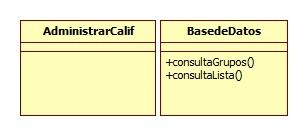 AdministrarCalif
BasedeDatos
+consultaGrupos()
+consultaLista()